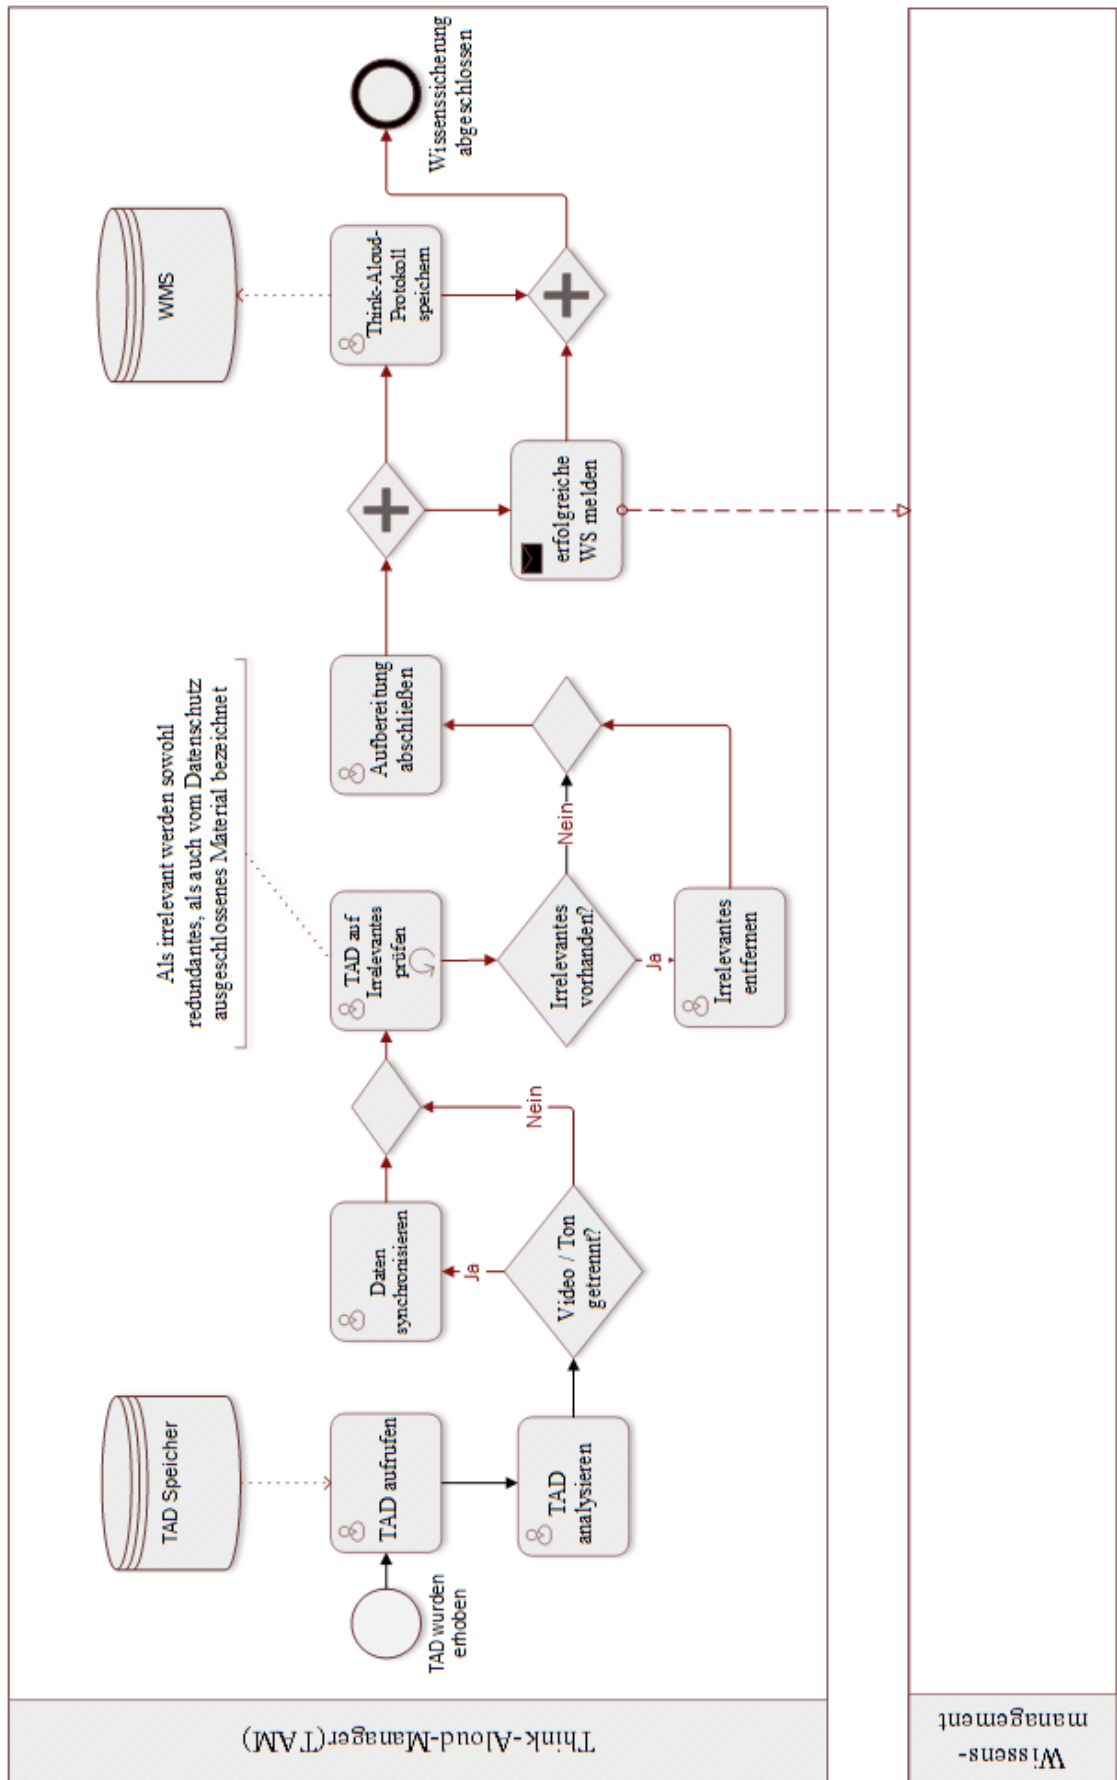 Think-Aloud-Manager(TAM)
TAD Speicher
TAD wurden
erhoben
TAD aufrufen
TAD
analysieren
Video / Ton
getrennt?
Ja
Nein
Daten
synchronisieren
Als irrelevant werden sowohl
redundantes, als auch vom Datenschutz
ausgeschlossenes Material bezeichnet
TAD auf
Irrelevantes
prüfen
Irrelevantes
vorhanden?
Ja
Nein
Irrelevantes
entfernen
Aufbereitung
abschließen
erfolgreiche
WS melden
Think-Aloud-
Protokoll
speichern
WMS
Wissenssicherung
abgeschlossen
Wissens-
management